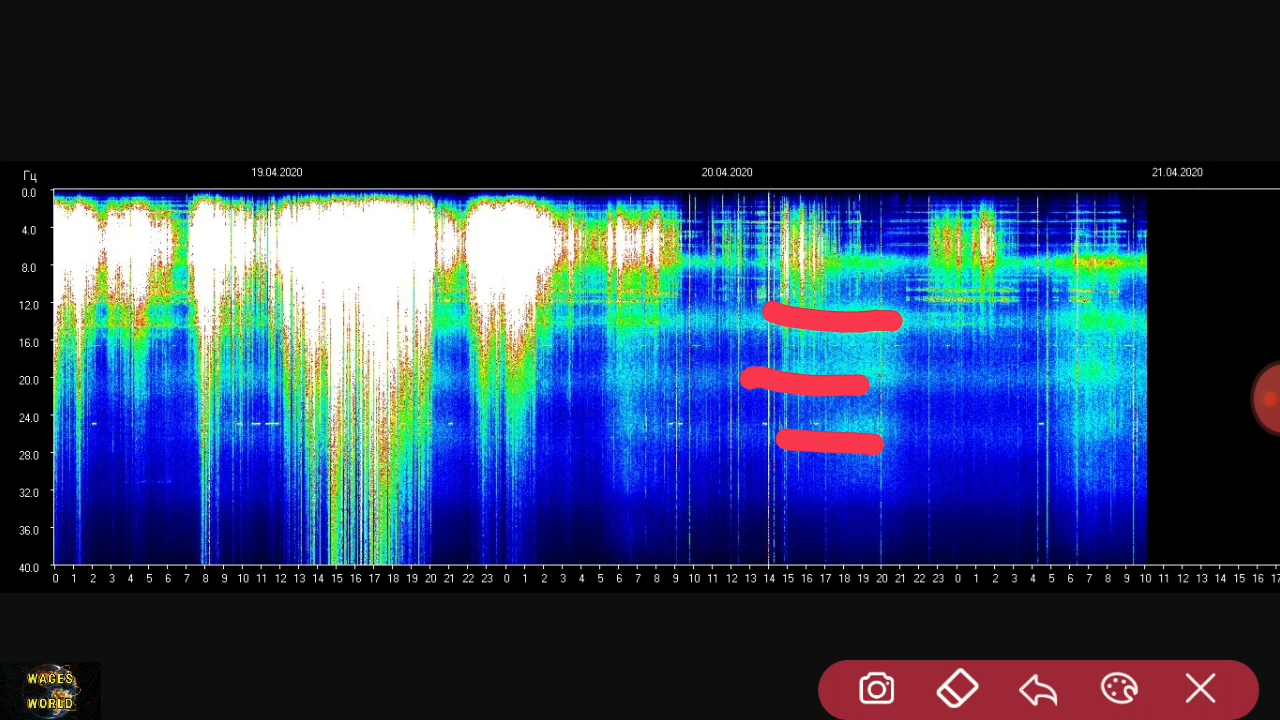 19.04.2020 20.04.2020 21.04.2020
Гц
0.0
4.0
8.0
12.0
16.0
20.0
24.0
28.0
32.0
36.0
40.0
0 1 2 3 4 5 6 7 8 9 10 11 12 13 14 15 16 17 18 19 20 21 22 23 0 1 2 3 4 5 6 7 8 9 10 11 12 13 14 15 16 17 18 19 20 21 22 23 0 1 2 3 4 5 6 7 8 9 10 11 12 13 14 15 16 17
WAGES
WORLD